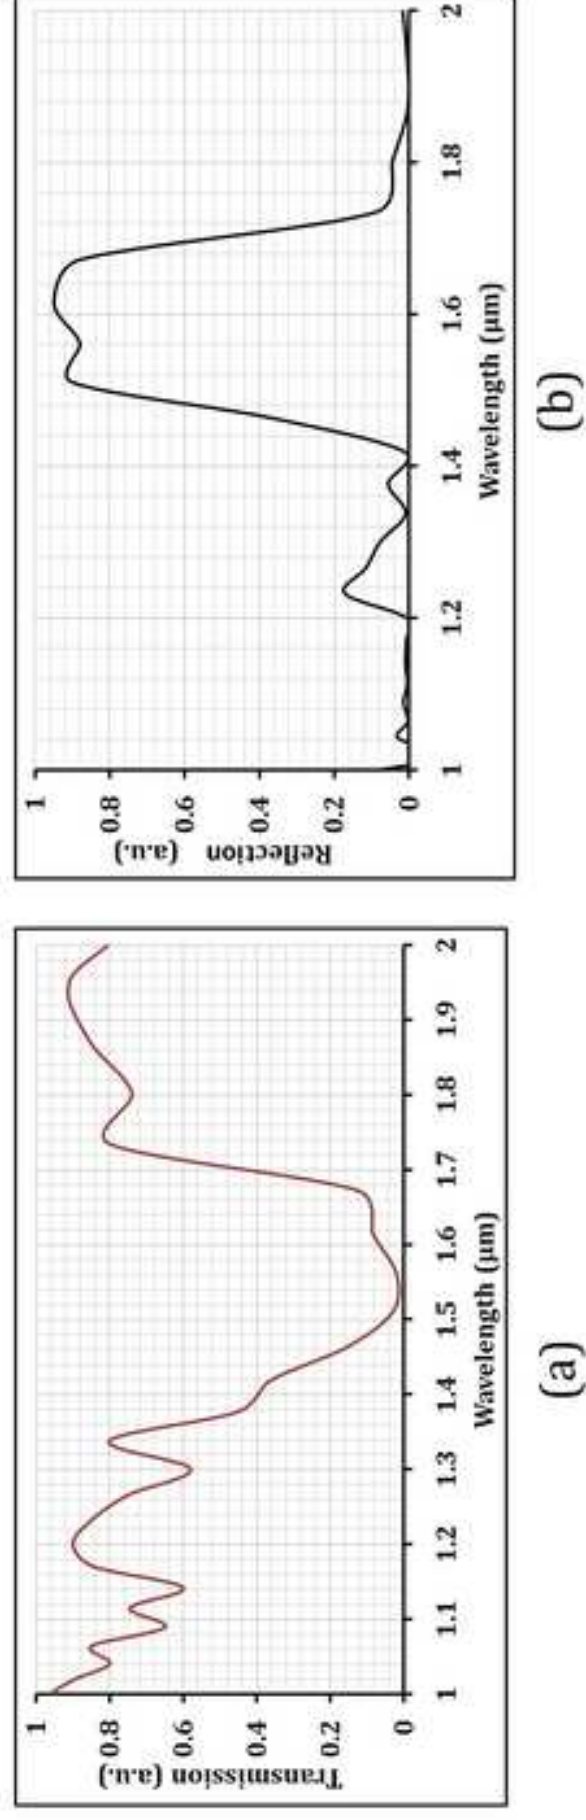 Transmission (a.u.)
1
0.8
0.6
0.4
0.2
0
1 1.1 1.2 1.3 1.4 1.5 1.6 1.7 1.8 1.9 2
Wavelength (μm)
(a)
Reflection (a.u.)
1
0.8
0.6
0.4
0.2
0
1 1.2 1.4 1.6 1.8 2
Wavelength (μm)
(b)